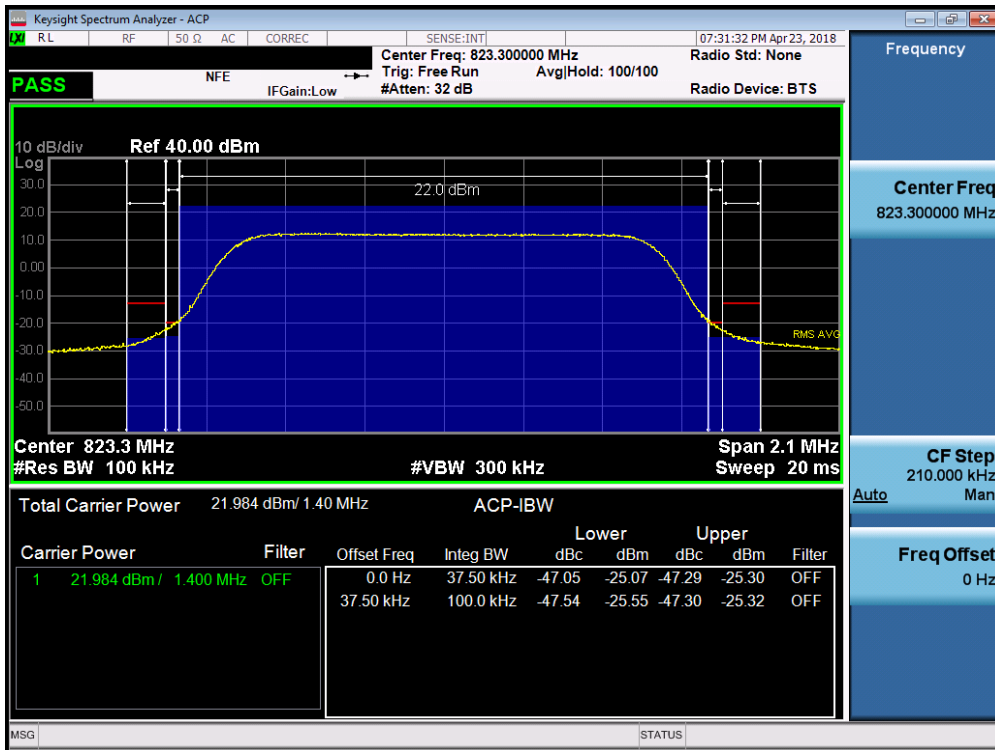 Keysight Spectrum Analyzer - ACP
LXI RL RF 50 Ω AC CORREC SENSE:INT 07:31:32 PM Apr 23, 2018
Center Freq: 823.300000 MHz Radio Std: None
NFE Trig: Free Run Avg|Hold: 100/100
PASS IFGain:Low #Atten: 32 dB Radio Device: BTS
10 dB/div Ref 40.00 dBm
Log
30.0
20.0
10.0
0.00
-10.0
-20.0
-30.0
-40.0
-50.0
22.0 dBm
RMS AVG
Center 823.3 MHz Span 2.1 MHz
#Res BW 100 kHz #VBW 300 kHz Sweep 20 ms
Total Carrier Power 21.984 dBm/ 1.40 MHz ACP-IBW
Lower Upper
Carrier Power Filter Offset Freq Integ BW dBc dBm dBc dBm Filter
1 21.984 dBm / 1.400 MHz OFF 0.0 Hz 37.50 kHz -47.05 -25.07 -47.29 -25.30 OFF
37.50 kHz 100.0 kHz -47.54 -25.55 -47.30 -25.32 OFF
MSG STATUS
Frequency
Center Freq
823.300000 MHz
CF Step
210.000 kHz
Auto Man
Freq Offset
0 Hz